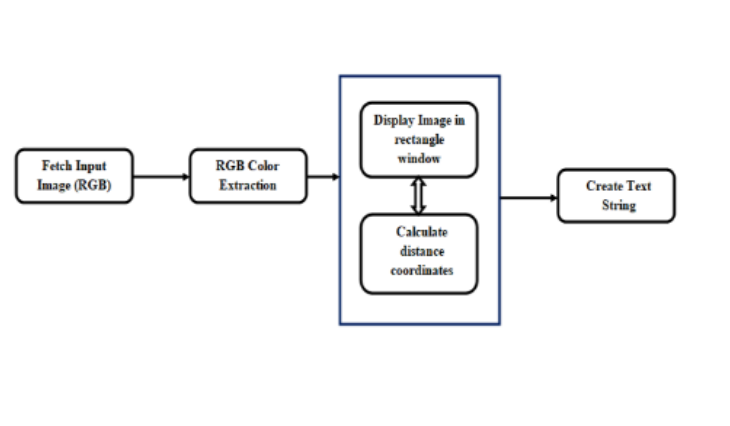 Fetch Input
Image (RGB)
RGB Color
Extraction
Display Image in
rectangle
window
Calculate
distance
coordinates
Create Text
String